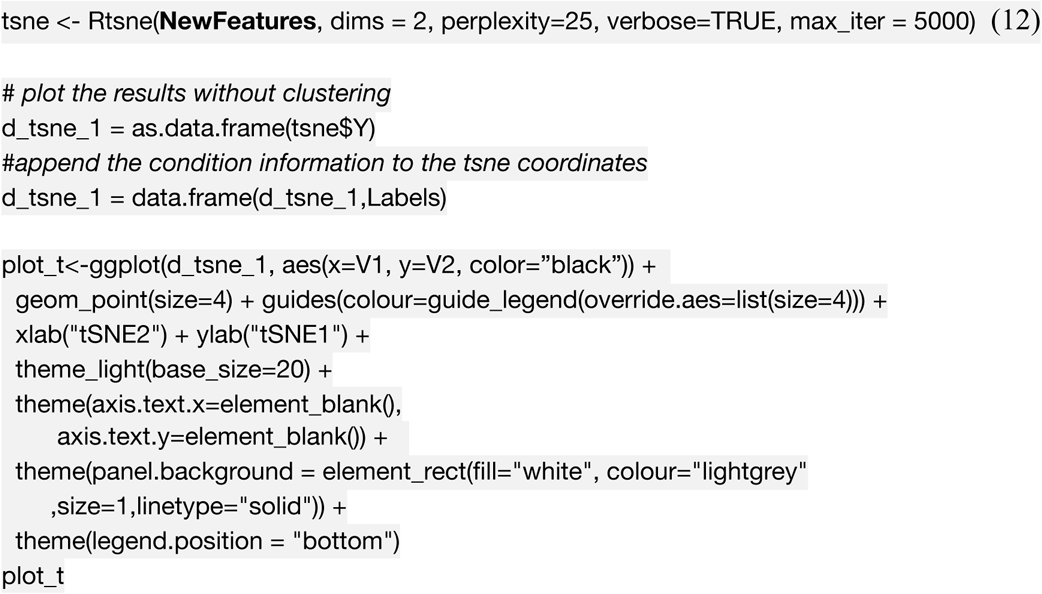 tsne <- Rtsne(NewFeatures, dims = 2, perplexity=25, verbose=TRUE, max_iter = 5000) (12)
# plot the results without clustering
d_tsne_1 = as.data.frame(tsne$Y)
#append the condition information to the tsne coordinates
d_tsne_1 = data.frame(d_tsne_1,Labels)
plot_t<-ggplot(d_tsne_1, aes(x=V1, y=V2, color=”black”)) +
geom_point(size=4) + guides(colour=guide_legend(override.aes=list(size=4))) +
xlab("tSNE2") + ylab("tSNE1") +
theme_light(base_size=20) +
theme(axis.text.x=element_blank(),
axis.text.y=element_blank()) +
theme(panel.background = element_rect(fill="white", colour="lightgrey"
,size=1,linetype="solid")) +
theme(legend.position = "bottom")
plot_t